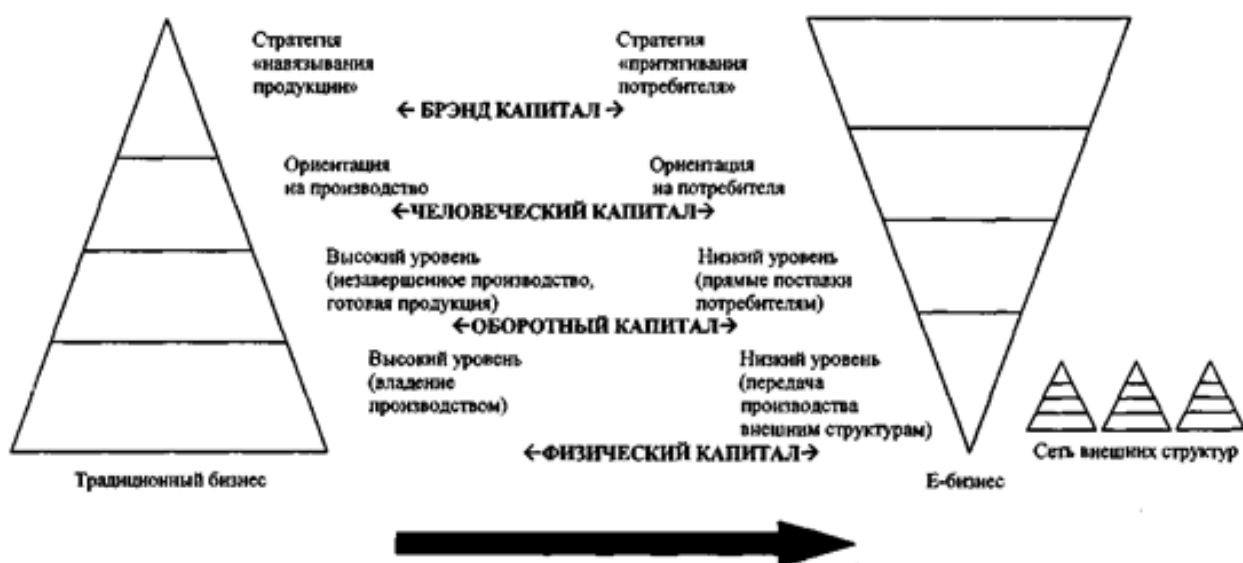 Стратегия
«навязывания
продукции»
Стратегия
«притягивания
потребителя»
← БРЭНД КАПИТАЛ →
Ориентация
на производство
Ориентация
на потребителя
←ЧЕЛОВЕЧЕСКИЙ КАПИТАЛ→
Высокий уровень
(незавершенное производство,
готовая продукция)
Низкий уровень
(прямые поставки
потребителям)
←ОБОРОТНЫЙ КАПИТАЛ→
Высокий уровень
(владение
производством)
Низкий уровень
(передача
производства
внешним структурам)
←ФИЗИЧЕСКИЙ КАПИТАЛ→
Традиционный бизнес
Е-бизнес
Сеть внешних структур